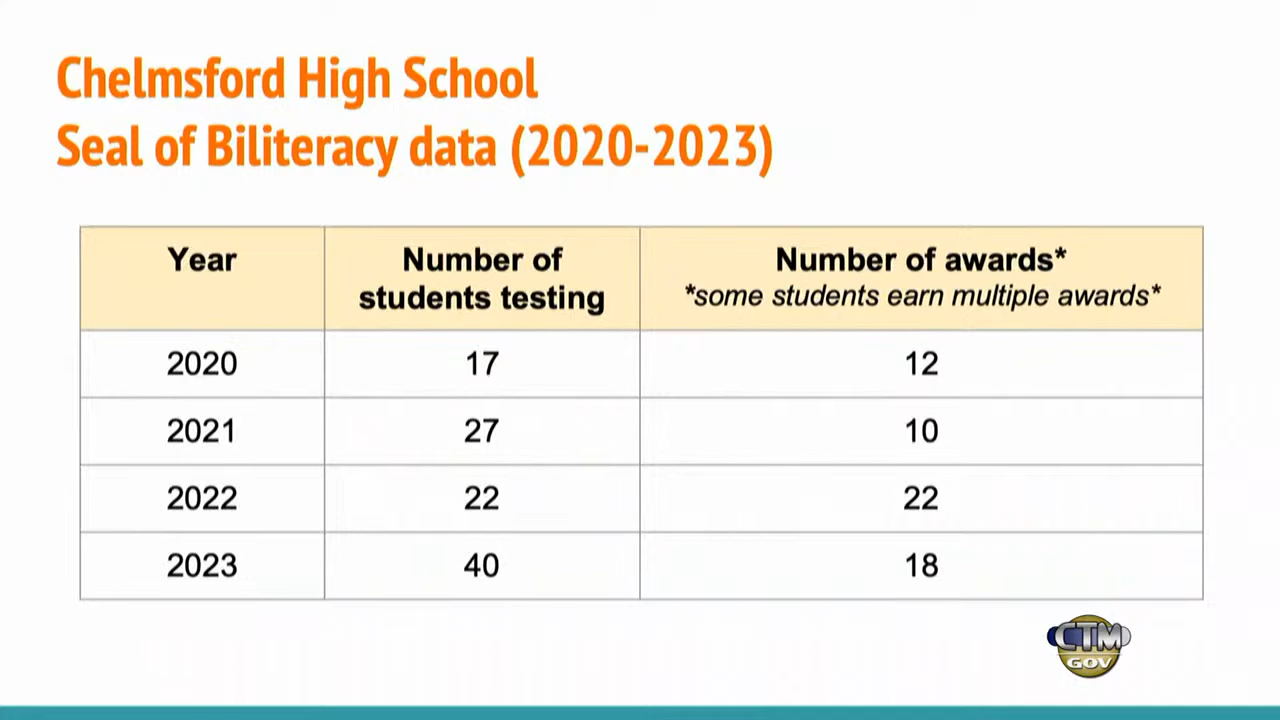 Chelmsford High School
Seal of Biliteracy data (2020-2023)
Year Number of students testing Number of awards*
*some students earn multiple awards*
2020 17 12
2021 27 10
2022 22 22
2023 40 18
CTM
GOV